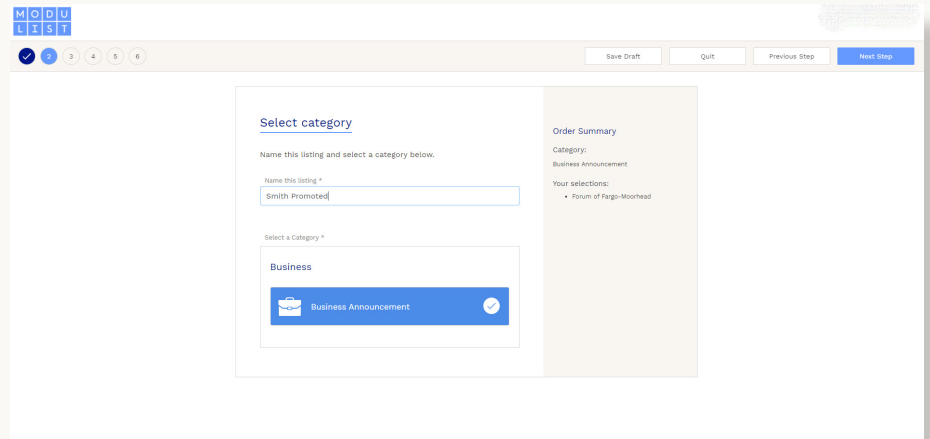 MODU
LIST
2 3 4 5 6
Save Draft Quit Previous Step Next Step
Select category
Name this listing and select a category below.
Name this listing *
Smith Promoted
Select a Category *
Business
Business Announcement
Order Summary
Category:
Business Announcement
Your selections:
• Forum of Fargo-Moorhead